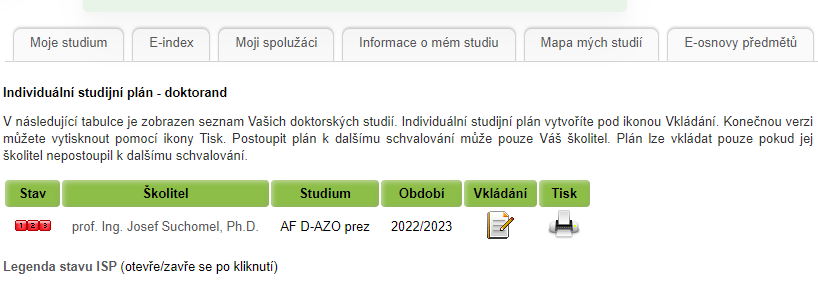 Moje studium E-index Moji spolužáci Informace o mém studiu Mapa mých studií E-osnovy předmětů
Individuální studijní plán - doktorand
V následující tabulce je zobrazen seznam Vašich doktorských studií. Individuální studijní plán vytvoříte pod ikonou Vkládání. Konečnou verzi
můžete vytisknout pomocí ikony Tisk. Postoupit plán k dalšímu schvalování může pouze Váš školitel. Plán lze vkládat pouze pokud jej
školitel nepostoupil k dalšímu schvalování.
Stav Školitel Studium Období Vkládání Tisk
1 2 3 prof. Ing. Josef Suchomel, Ph.D. AF D-AZO prez 2022/2023
Legenda stavu ISP (otevře/zavře se po kliknutí)